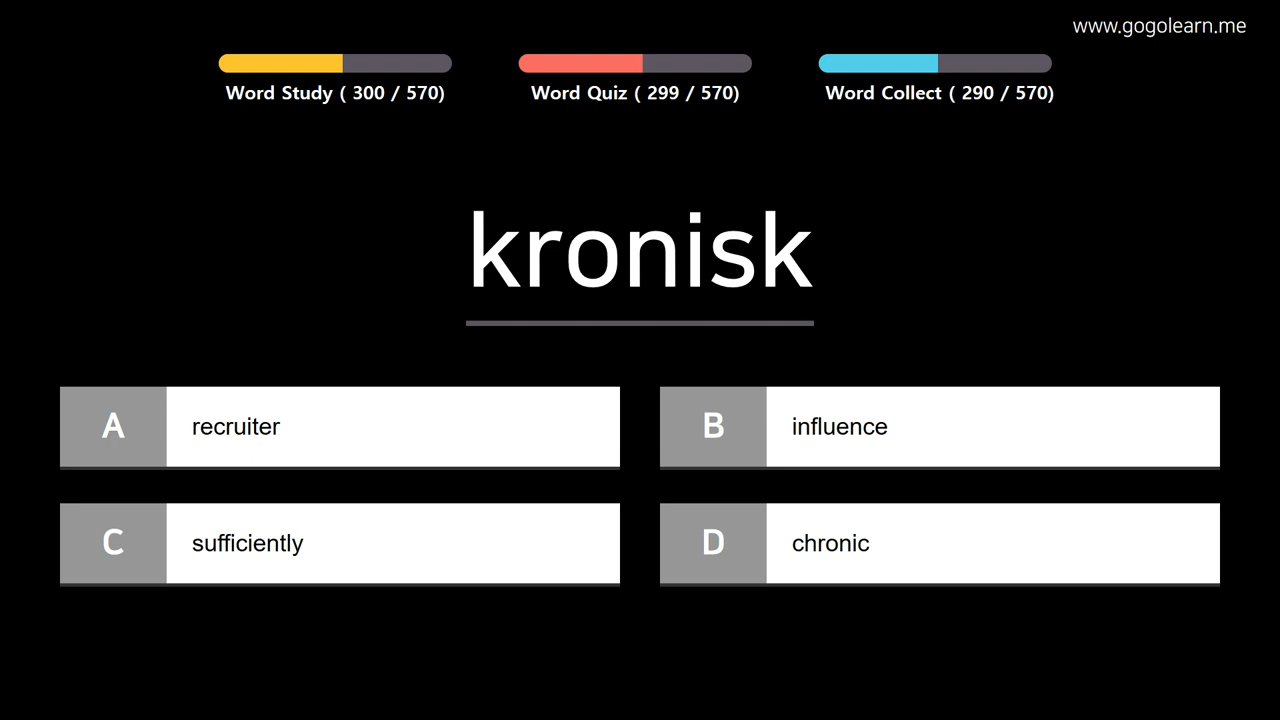 www.gogolearn.me
Word Study ( 300 / 570)
Word Quiz ( 299 / 570)
Word Collect ( 290 / 570)
kronisk
A recruiter
B influence
C sufficiently
D chronic